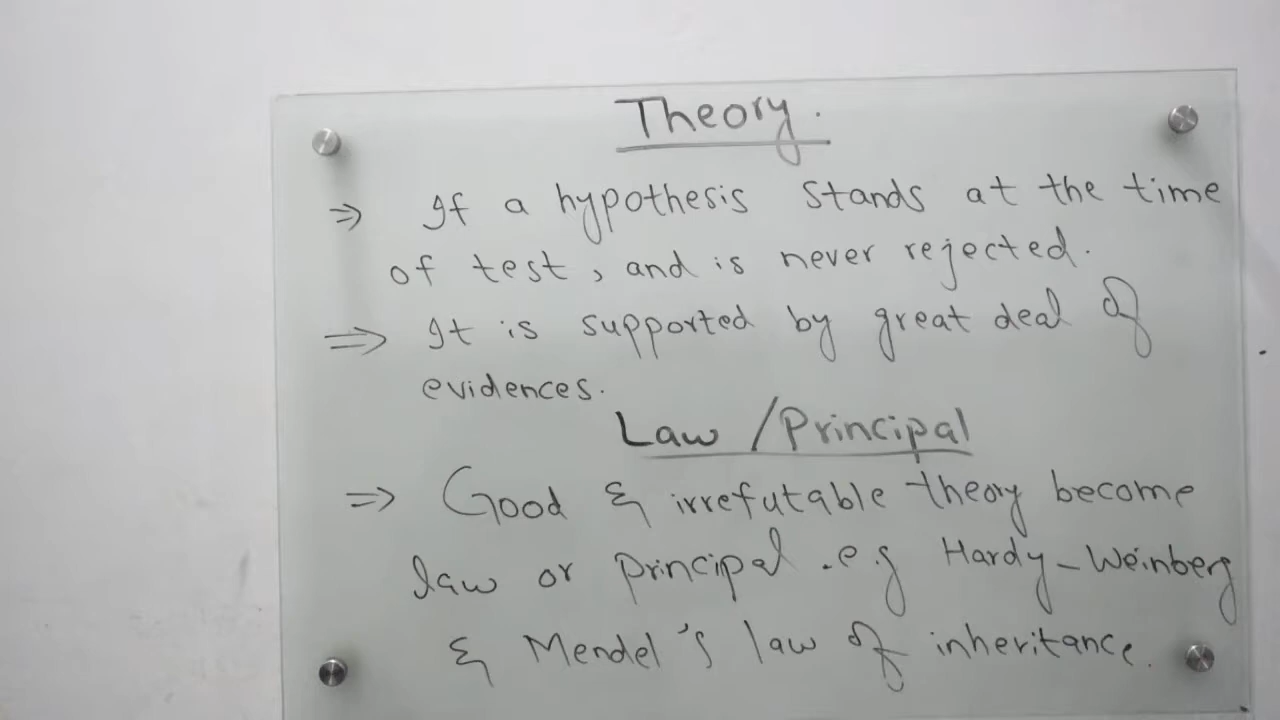 Theory.
⇒ If a hypothesis stands at the time
of test, and is never rejected.
⇒ It is supported by great deal of
evidences.
Law /Principal
⇒ Good & irrefutable theory become
law or principal .e.g Hardy-Weinberg
& Mendel's law of inheritance.